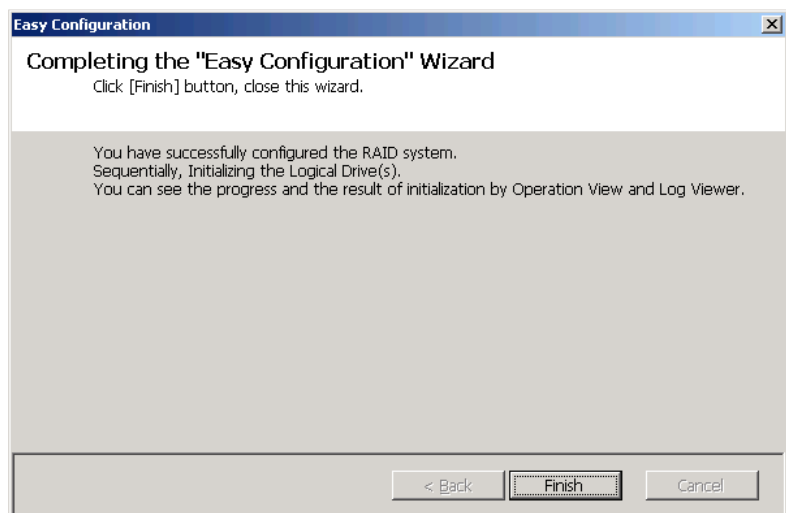 Easy Configuration
Completing the "Easy Configuration" Wizard
Click [Finish] button, close this wizard.
You have successfully configured the RAID system.
Sequentially, Initializing the Logical Drive(s).
You can see the progress and the result of initialization by Operation View and Log Viewer.
< Back Finish Cancel